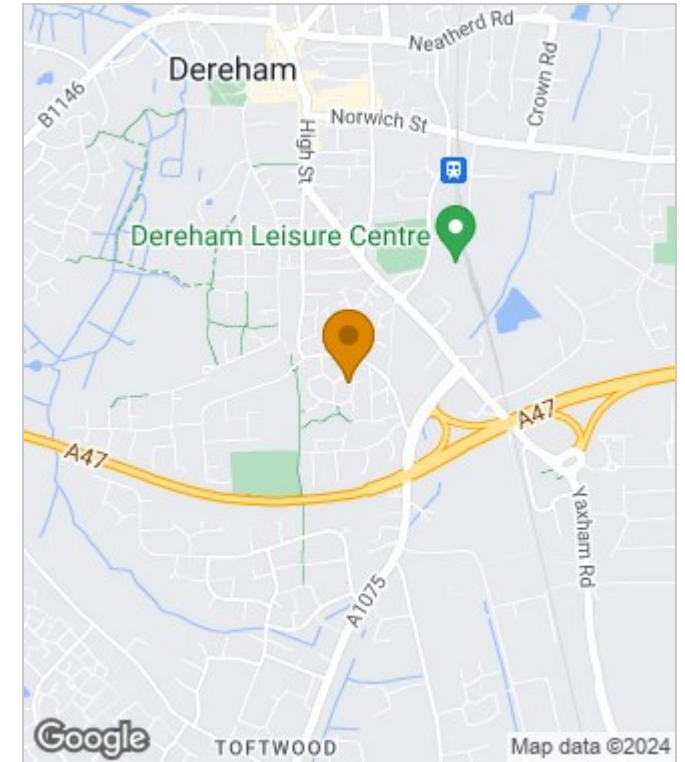 Neatherd Rd
Dereham
Crown Rd
B1146
Norwich St
High St
Dereham Leisure Centre
A47
A47
Yaxham Rd
A1075
Google
TOFTWOOD
Map data ©2024